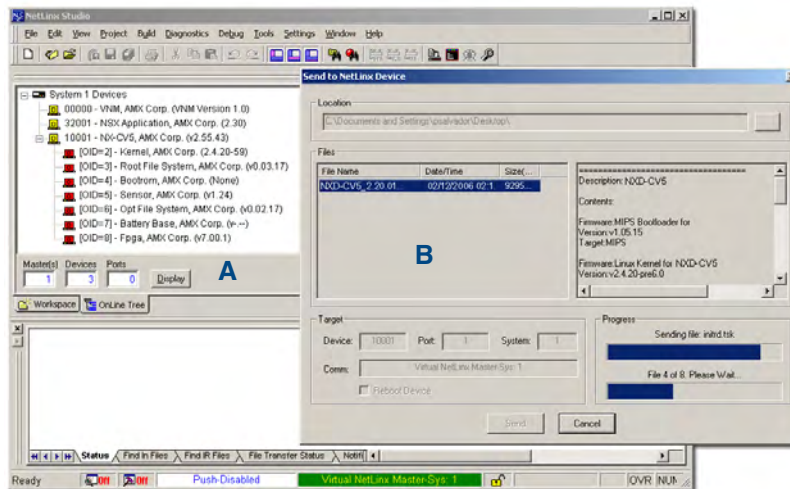 NetLinx Studio
File Edit View Project Build Diagnostics Debug Tools Settings Window Help
System 1 Devices
00000 - VNM, AMX Corp. (VNM Version 1.0)
32001 - NSX Application, AMX Corp. (2.30)
10001 - NX-CV5, AMX Corp. (v2.55.43)
[OID=2] - Kernel, AMX Corp. (2.4.20-59)
[OID=3] - Root File System, AMX Corp. (v0.03.17)
[OID=4] - Bootrom, AMX Corp. (None)
[OID=5] - Sensor, AMX Corp. (v1.24)
[OID=6] - Opt File System, AMX Corp. (v0.02.17)
[OID=7] - Battery Base, AMX Corp. (v-.--)
[OID=8] - Fpga, AMX Corp. (v7.00.1)
Master(s) Devices Ports
1 3 0 Display
A
Workspace OnLine Tree
Send to NetLinx Device
Location
C:\Documents and Settings\psalvador\Desktop\
...
Files
File Name Date/Time Size(...
NXD-CV5_2.20.01... 02/12/2006 02:1... 9295...
B
====================================
Description: NXD-CV5
Contents:
Firmware:MIPS Bootloader for
Version:v1.05.15
Target:MIPS
Firmware:Linux Kernel for NXD-CV5
Version:v2.4.20-pre6.0
Target
Device: 10001 Port: 1 System: 1
Comm: Virtual NetLinx Master-Sys: 1
Reboot Device
Progress
Sending file: initrd.tsk
File 4 of 8. Please Wait...
Send Cancel
Status Find In Files Find IR Files File Transfer Status Notifi
Ready Off Off Push-Disabled Virtual NetLinx Master-Sys: 1 OVR NUM